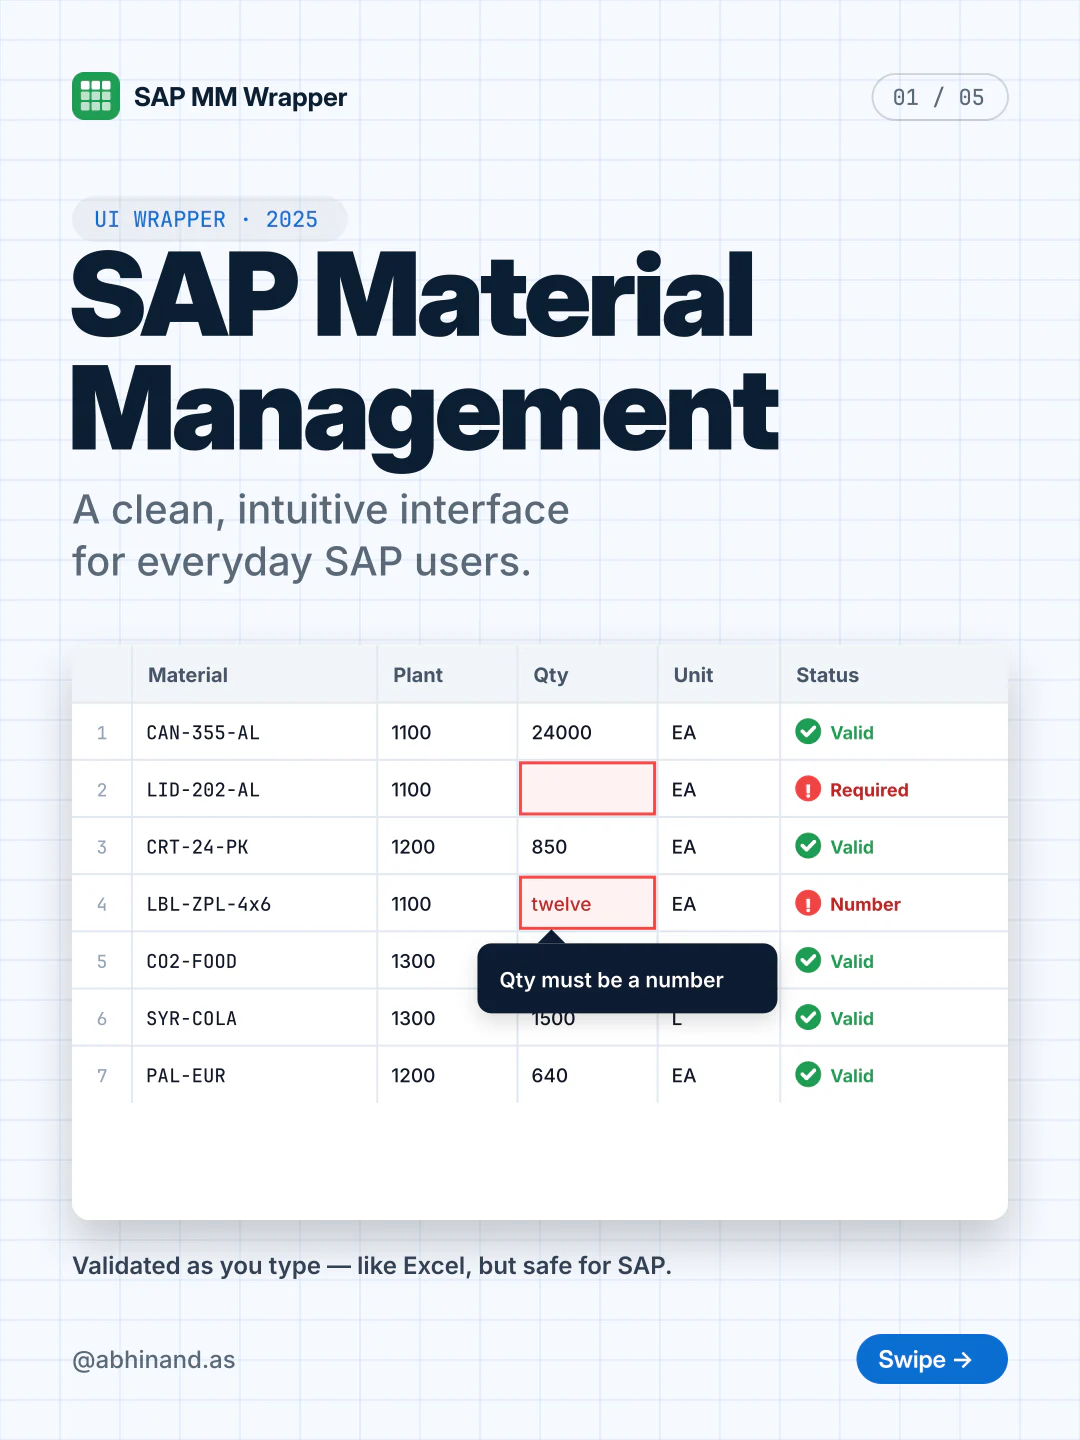 SAP MM Wrapper
01 / 05
UI WRAPPER · 2025
SAP Material
Management
A clean, intuitive interface
for everyday SAP users.
Material Plant Qty Unit Status
1 CAN-355-AL 1100 24000 EA Valid
2 LID-202-AL 1100 EA Required
3 CRT-24-PK 1200 850 EA Valid
4 LBL-ZPL-4x6 1100 twelve EA Number
5 CO2-FOOD 1300 Valid
Qty must be a number
6 SYR-COLA 1300 1500 L Valid
7 PAL-EUR 1200 640 EA Valid
Validated as you type — like Excel, but safe for SAP.
@abhinand.as
Swipe →